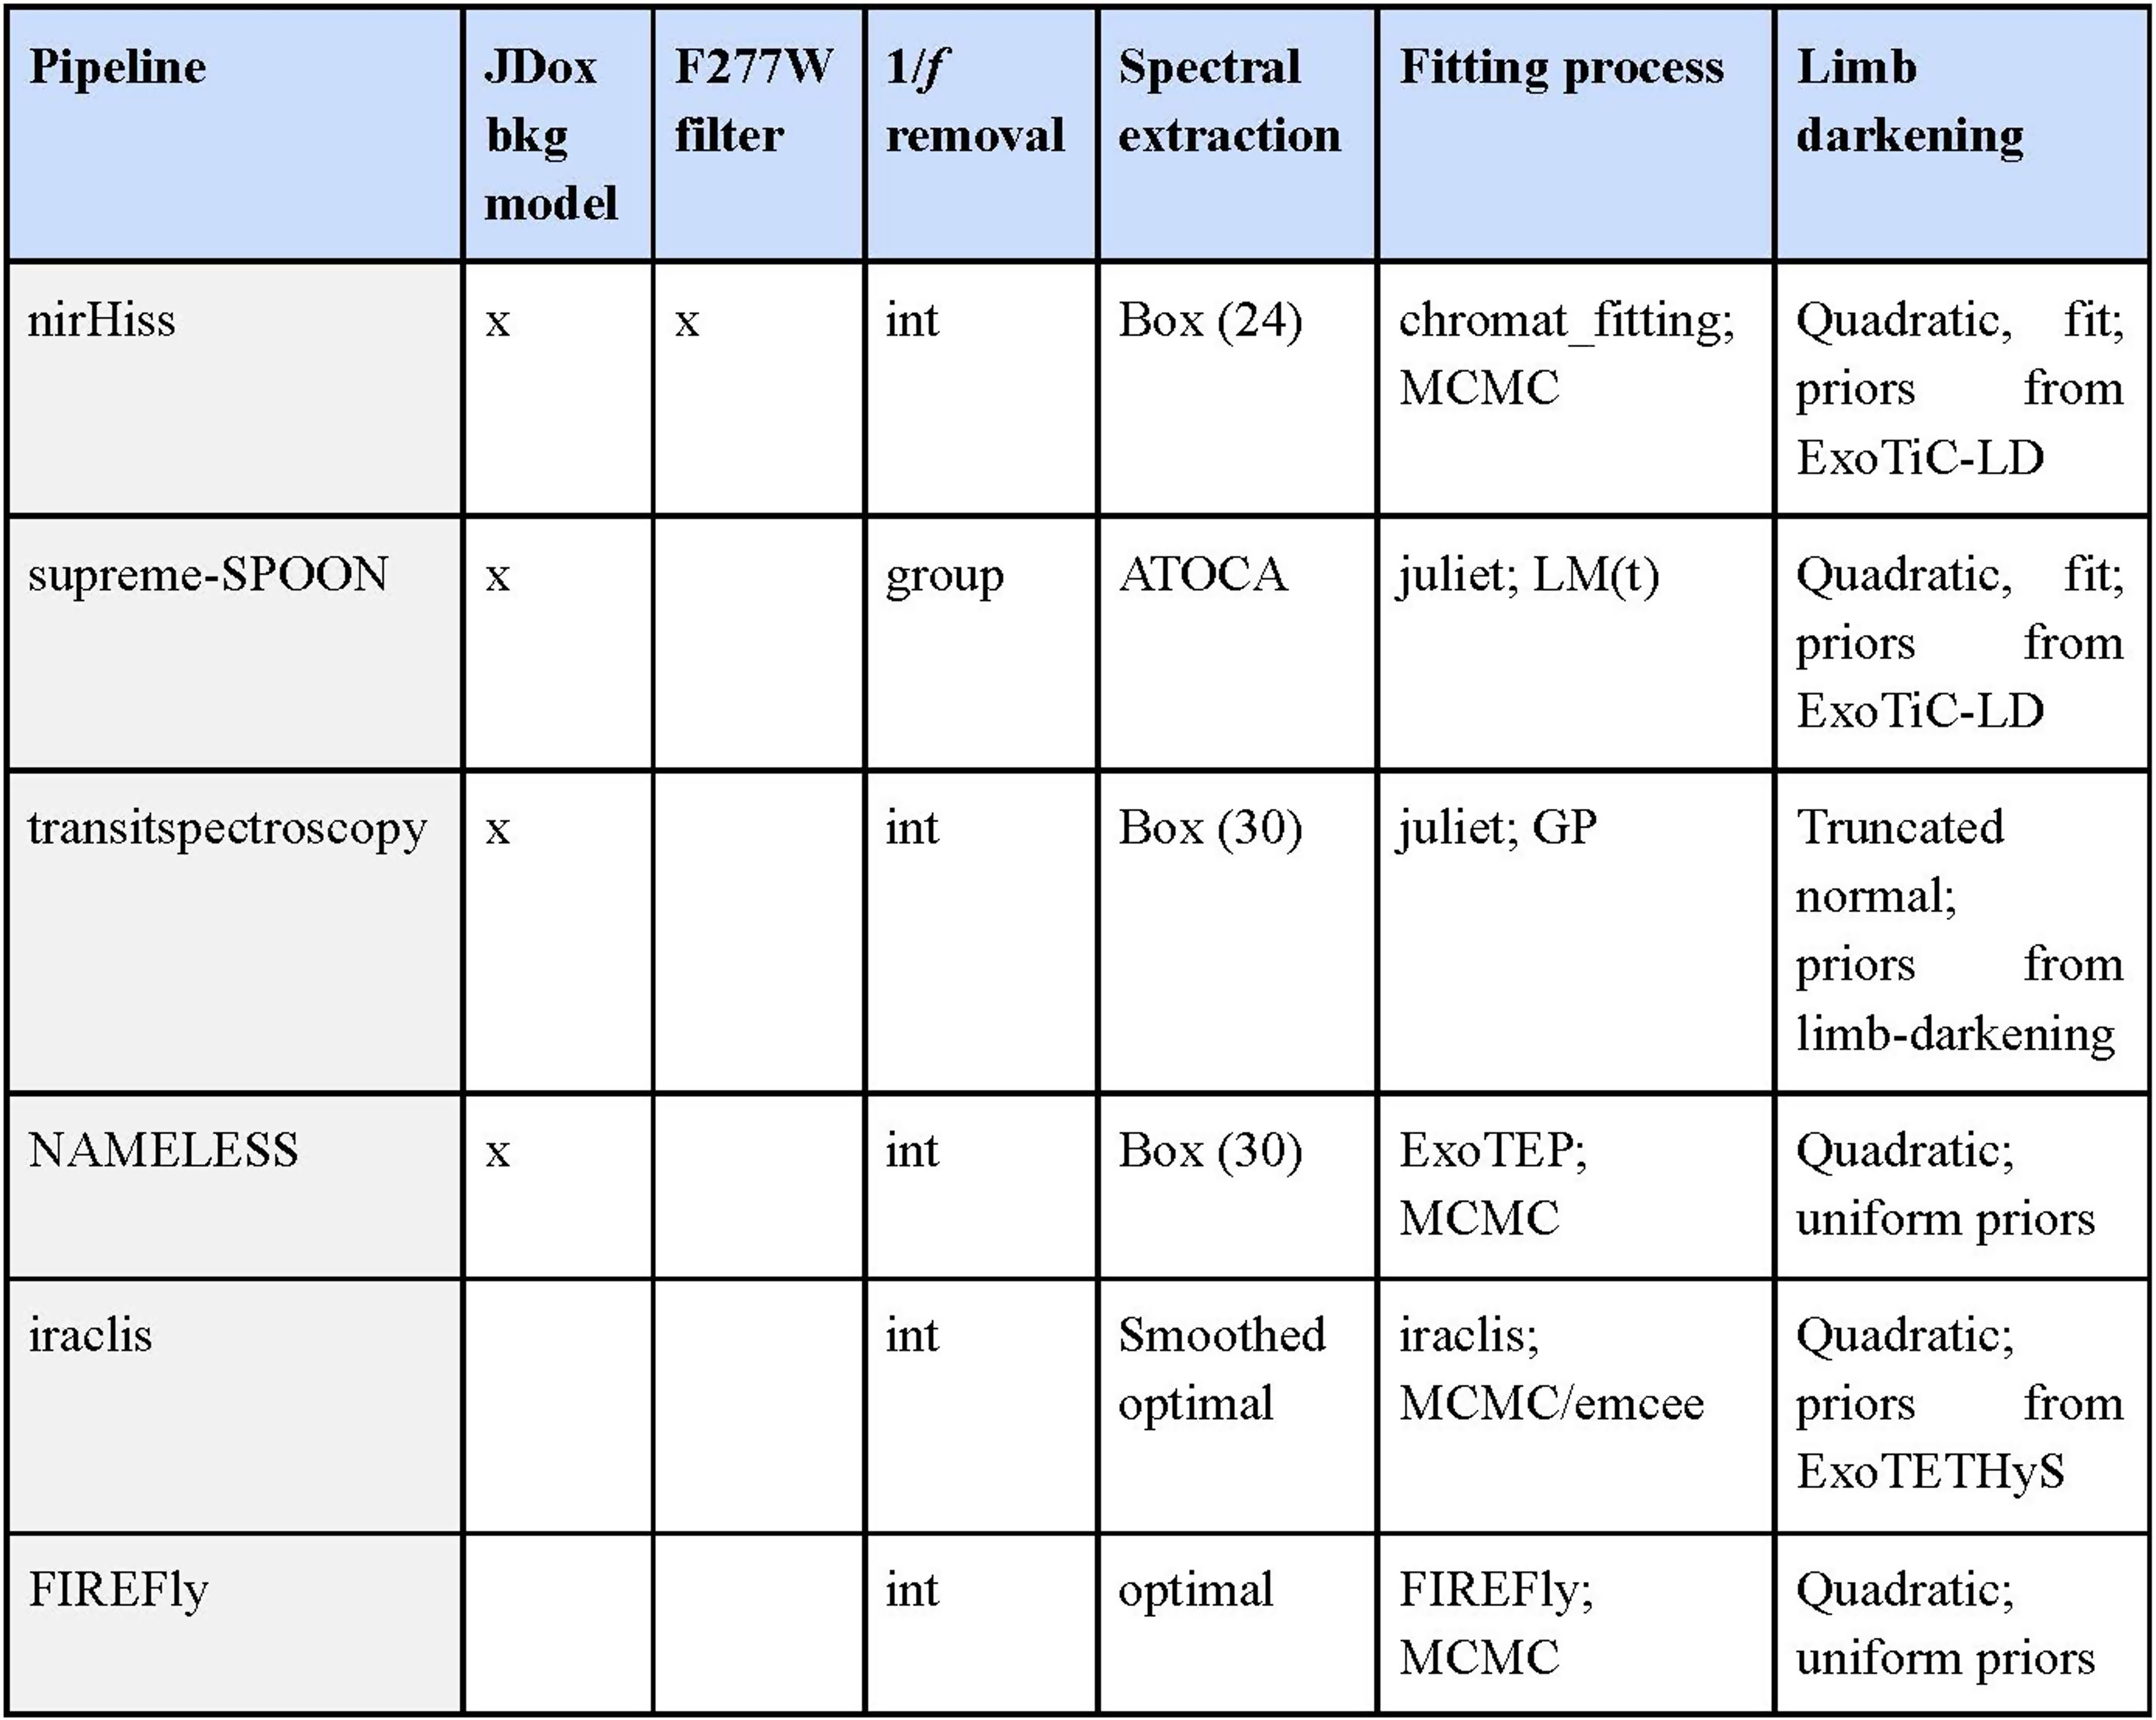 Pipeline
JDox
bkg
model
F277W
filter
1/f
removal
Spectral
extraction
Fitting process
Limb
darkening
nirHiss
x
x
int
Box (24)
chromat_fitting;
MCMC
Quadratic, fit;
priors from
ExoTiC-LD
supreme-SPOON
x
group
ATOCA
juliet; LM(t)
Quadratic, fit;
priors from
ExoTiC-LD
transitspectroscopy
x
int
Box (30)
juliet; GP
Truncated
normal;
priors from
limb-darkening
NAMELESS
x
int
Box (30)
ExoTEP;
MCMC
Quadratic;
uniform priors
iraclis
int
Smoothed
optimal
iraclis;
MCMC/emcee
Quadratic;
priors from
ExoTETHyS
FIREFly
int
optimal
FIREFly;
MCMC
Quadratic;
uniform priors